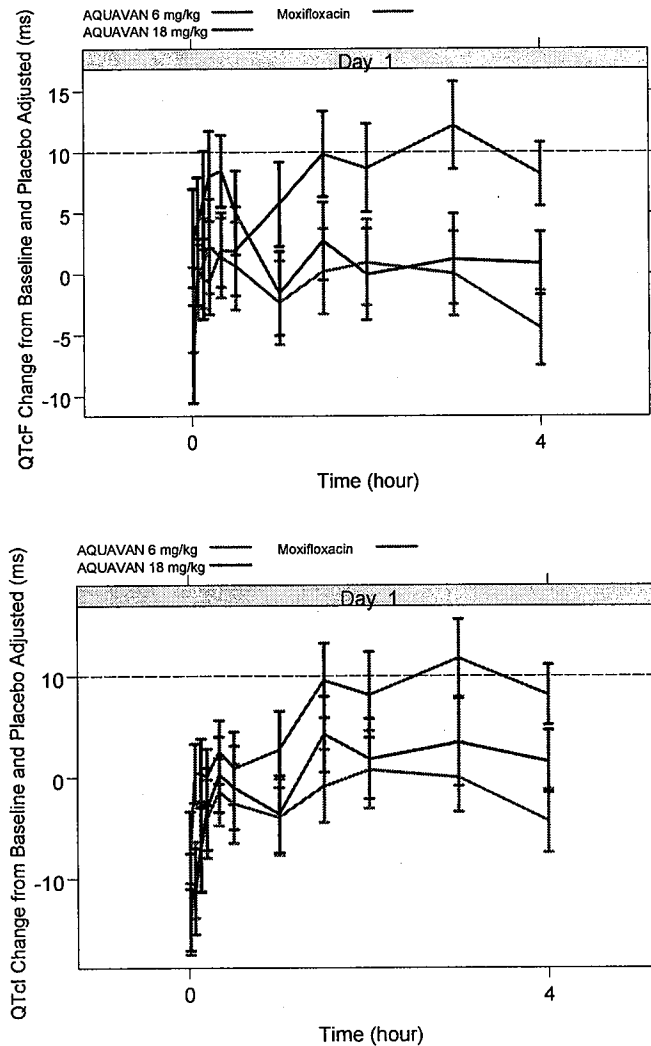 AQUAVAN 6 mg/kg Moxifloxacin
AQUAVAN 18 mg/kg
Day 1
QTcF Change from Baseline and Placebo Adjusted (ms)
15
10
5
0
-5
-10
0 4
Time (hour)
AQUAVAN 6 mg/kg Moxifloxacin
AQUAVAN 18 mg/kg
Day 1
QTcI Change from Baseline and Placebo Adjusted (ms)
10
0
-10
0 4
Time (hour)